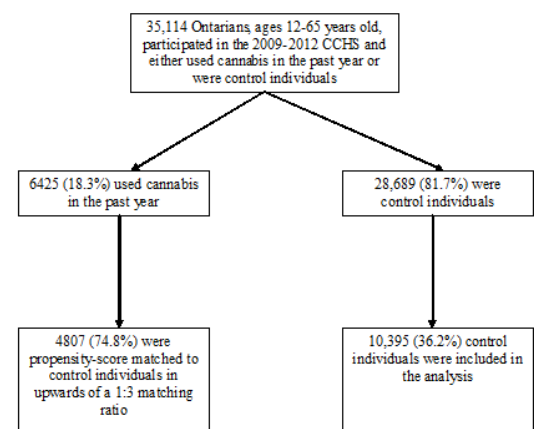 35,114 Ontarians, ages 12-65 years old,
participated in the 2009-2012 CCHS and
either used cannabis in the past year or
were control individuals
6425 (18.3%) used cannabis
in the past year
28,689 (81.7%) were
control individuals
4807 (74.8%) were
propensity-score matched to
control individuals in
upwards of a 1:3 matching
ratio
10,395 (36.2%) control
individuals were included in
the analysis